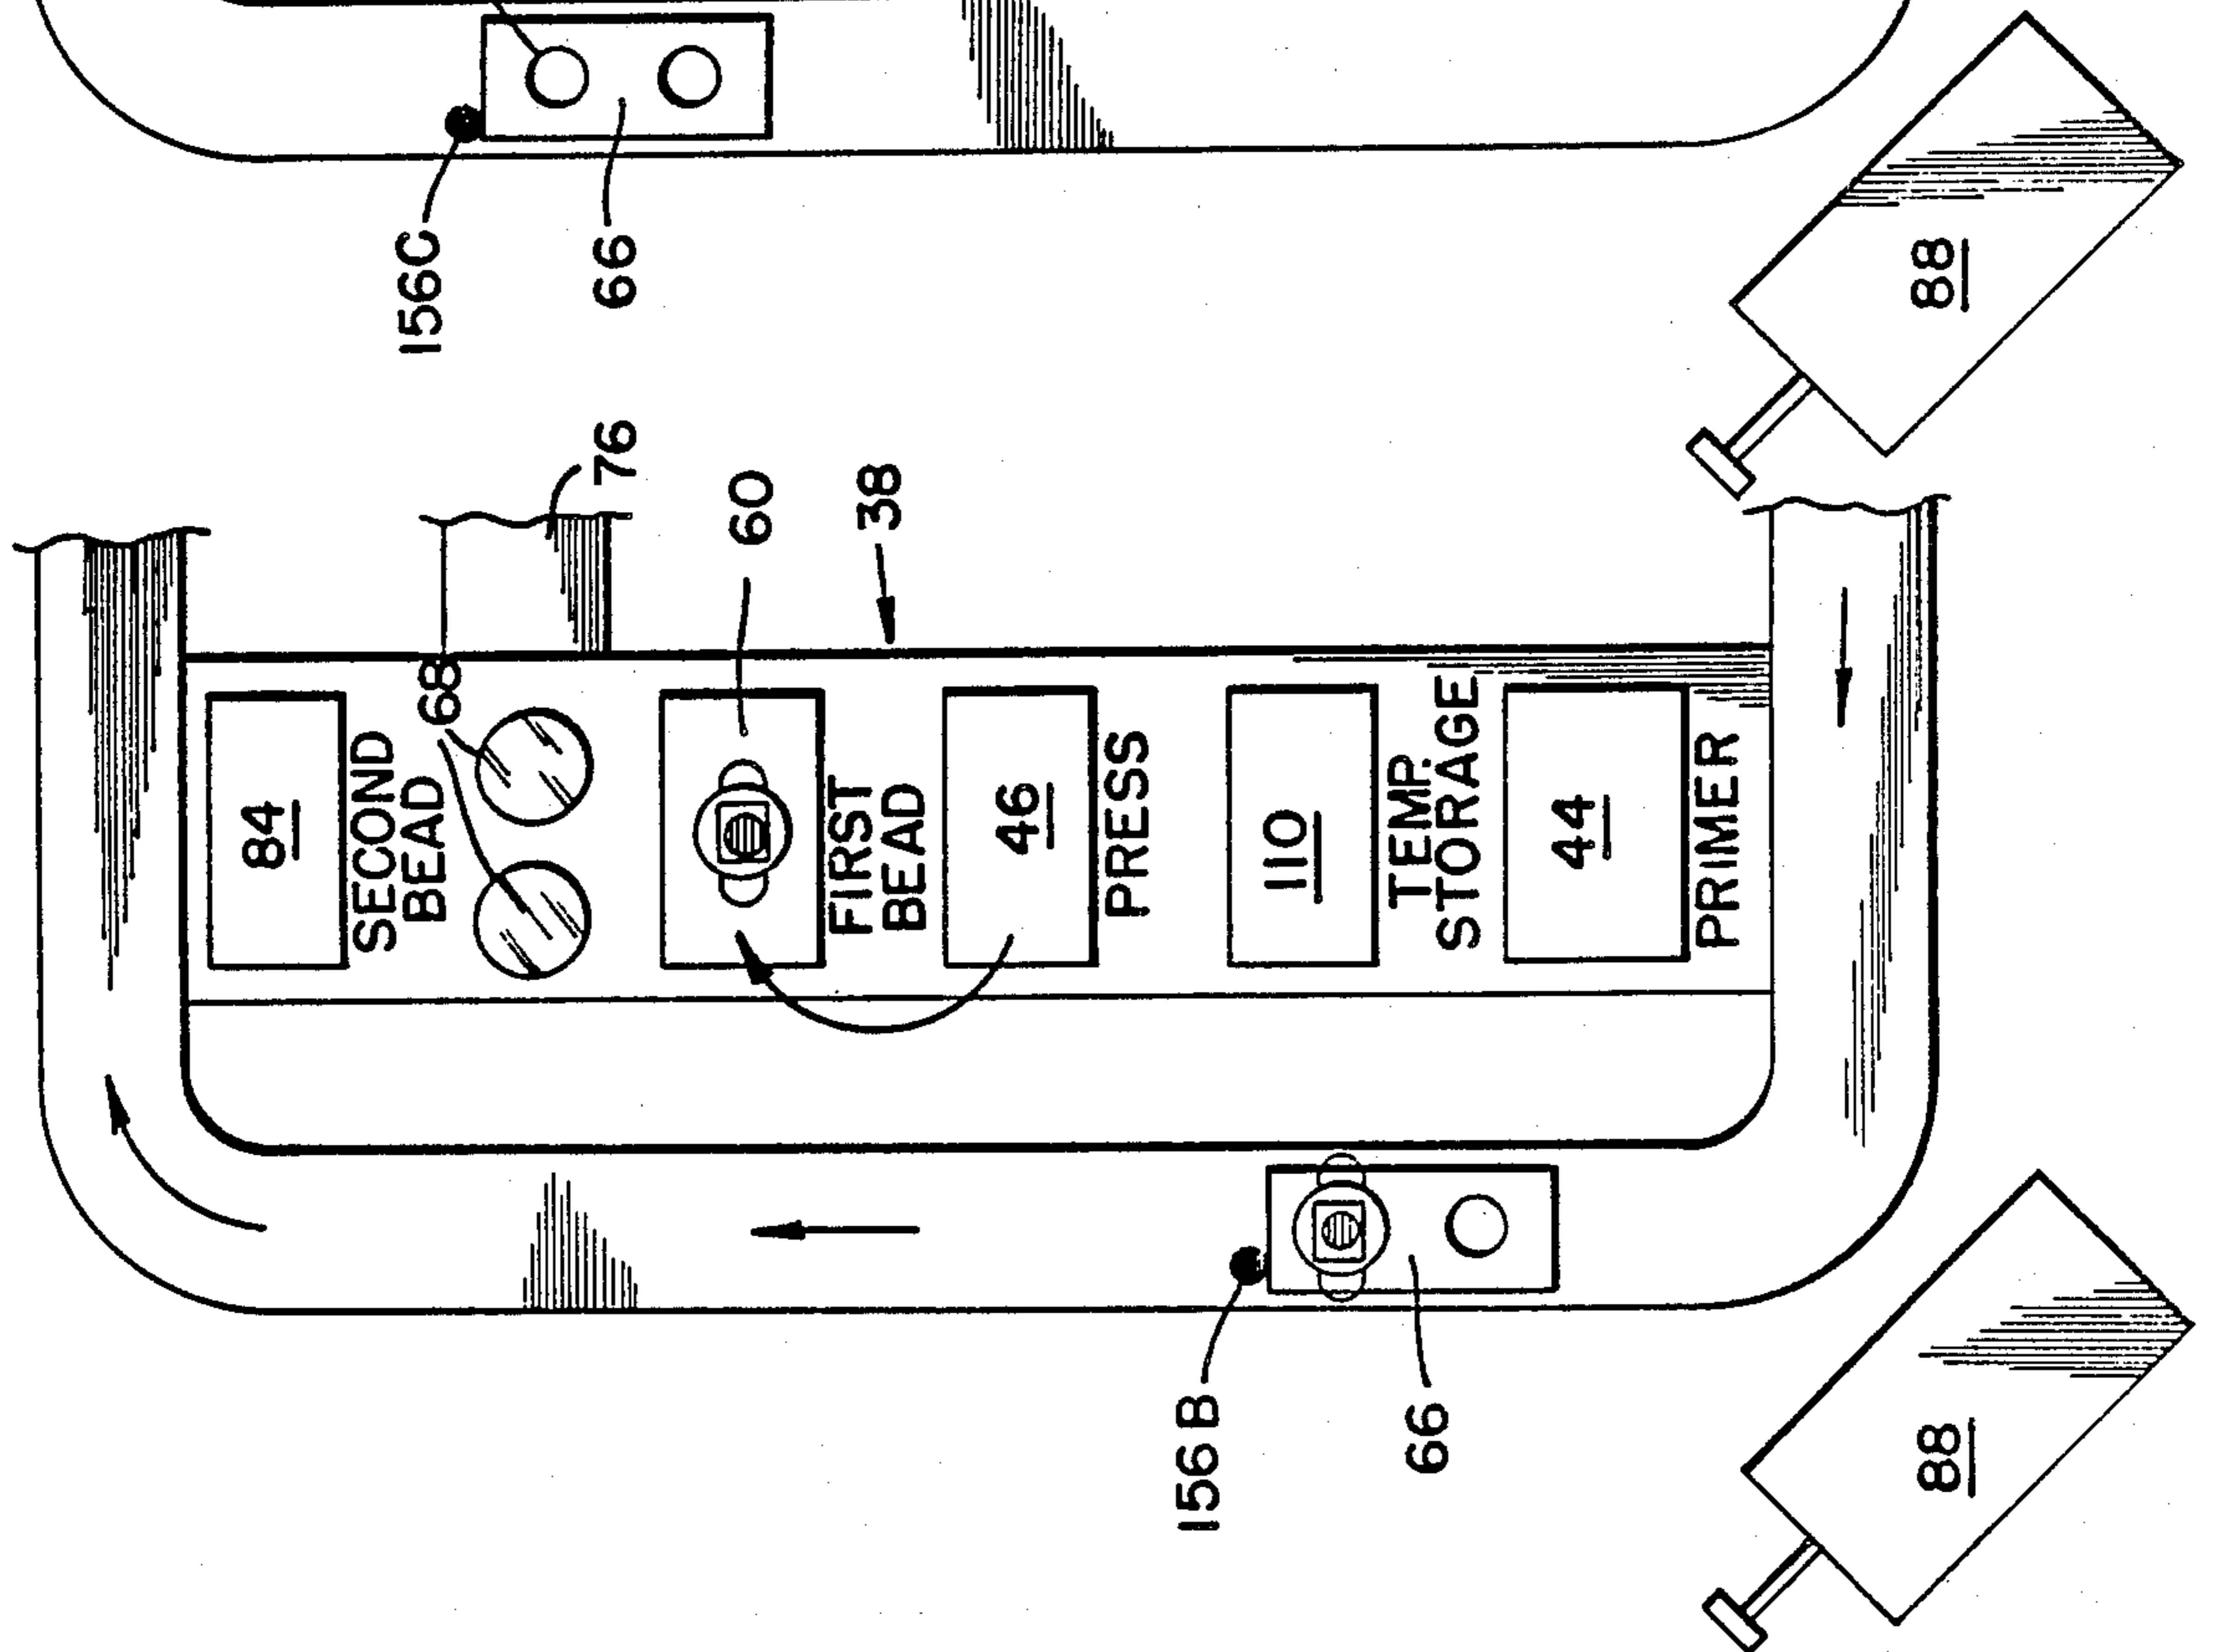 156C
66
88
76
60
38
68
84
SECOND
BEAD
FIRST
BEAD
46
PRESS
110
TEMP.
STORAGE
44
PRIMER
156B
66
88